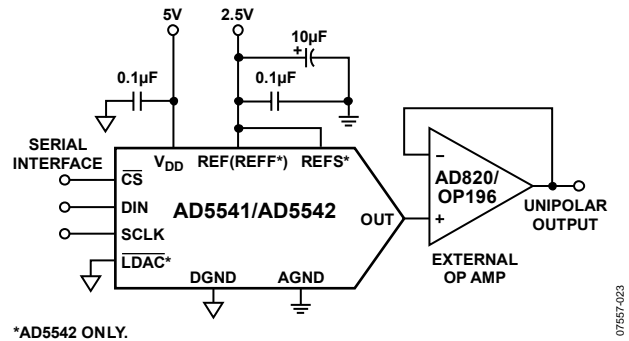 5V
2.5V
10µF
+
0.1µF
0.1µF
SERIAL
INTERFACE
VDD
REF(REFF*)
REFS*
CS
DIN
SCLK
LDAC*
AD5541/AD5542
OUT
DGND
AGND
–
+
AD820/
OP196
UNIPOLAR
OUTPUT
EXTERNAL
OP AMP
*AD5542 ONLY.
07557-023